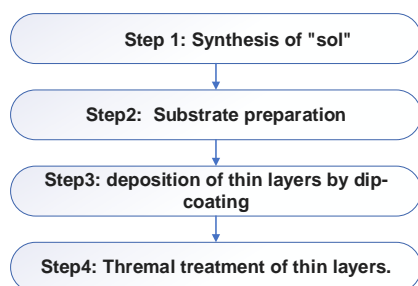 Step 1: Synthesis of "sol"
Step2:  Substrate preparation
Step3: deposition of thin layers by dip-
coating
Step4: Thremal treatment of thin layers.